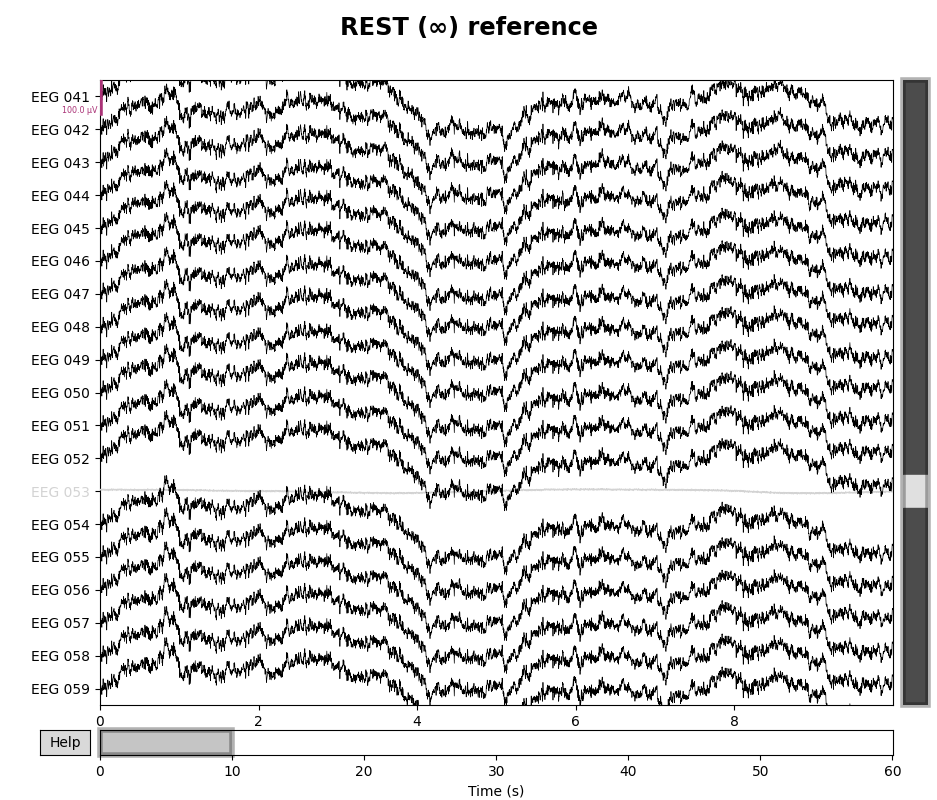 REST (∞) reference
EEG 041
100.0 µV
EEG 042
EEG 043
EEG 044
EEG 045
EEG 046
EEG 047
EEG 048
EEG 049
EEG 050
EEG 051
EEG 052
EEG 053
EEG 054
EEG 055
EEG 056
EEG 057
EEG 058
EEG 059
0 2 4 6 8
Help
0 10 20 30 40 50 60
Time (s)